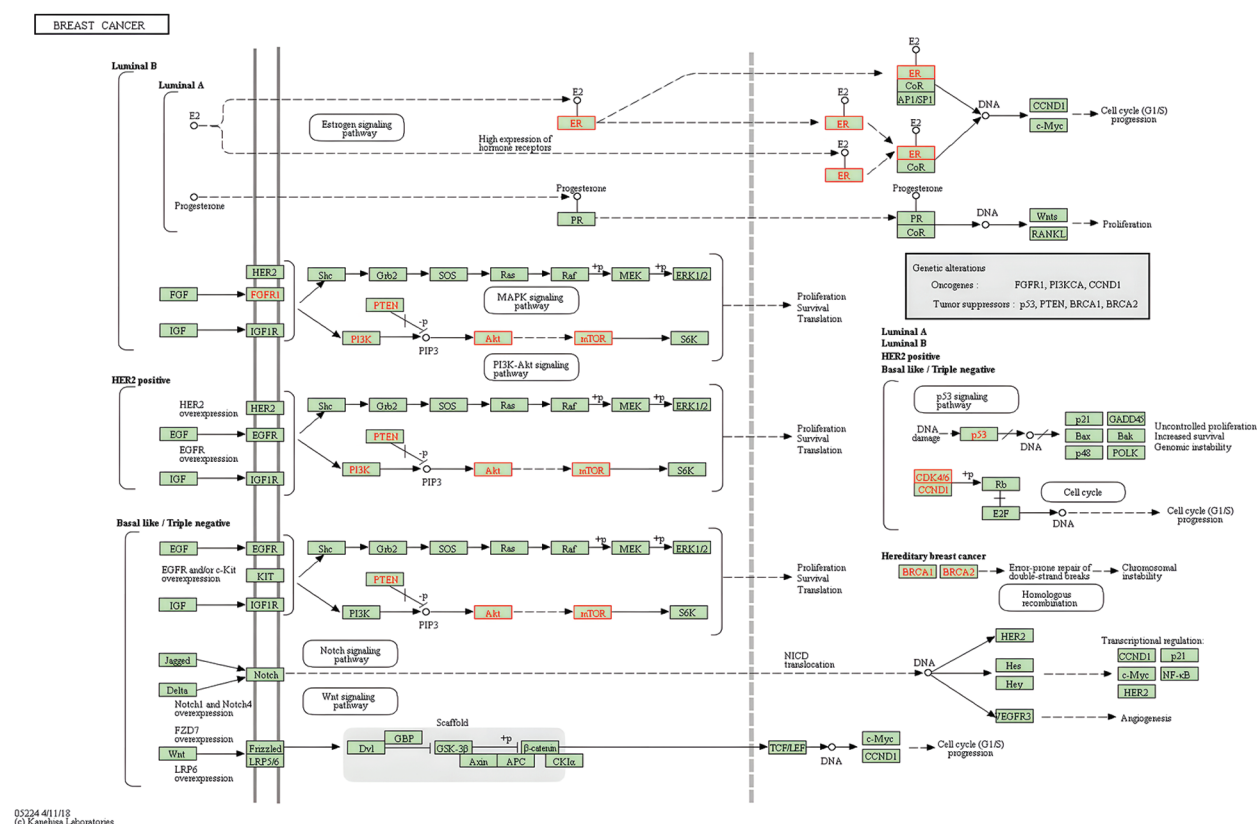 BREAST CANCER
Luminal B
Luminal A
E2
Estrogen signaling
pathway
E2
ER
High expression of
hormone receptors
E2
ER
E2
ER
E2
ER
CoR
AP1/SP1
E2
ER
CoR
DNA
CCND1
c-Myc
Cell cycle (G1/S)
progression
Progesterone
Progesterone
PR
Progesterone
PR
CoR
DNA
Wnts
RANKL
Proliferation
HER2
FGF
FGFR1
IGF
IGF1R
Shc
Grb2
SOS
Ras
Raf
+p
MEK
+p
ERK1/2
MAPK signaling
pathway
PTEN
-p
PI3K
PIP3
Akt
mTOR
S6K
PI3K-Akt signaling
pathway
Proliferation
Survival
Translation
Genetic alterations
Oncogenes : FGFR1, PI3KCA, CCND1
Tumor suppressors : p53, PTEN, BRCA1, BRCA2
HER2 positive
HER2
overexpression
HER2
EGF
EGFR
EGFR
overexpression
IGF
IGF1R
Shc
Grb2
SOS
Ras
Raf
+p
MEK
+p
ERK1/2
PTEN
-p
PI3K
PIP3
Akt
mTOR
S6K
Proliferation
Survival
Translation
Luminal A
Luminal B
HER2 positive
Basal like / Triple negative
p53 signaling
pathway
DNA
damage
p53
DNA
p21
GADD45
Bax
Bak
p48
POLK
Uncontrolled proliferation
Increased survival
Genomic instability
CDK4/6
CCND1
+p
Rb
E2F
DNA
Cell cycle
Cell cycle (G1/S)
progression
Basal like / Triple negative
EGF
EGFR
EGFR and/or c-Kit
overexpression
KIT
IGF
IGF1R
Shc
Grb2
SOS
Ras
Raf
+p
MEK
+p
ERK1/2
PTEN
-p
PI3K
PIP3
Akt
mTOR
S6K
Proliferation
Survival
Translation
Hereditary breast cancer
BRCA1
BRCA2
Error-prone repair of
double-strand breaks
Chromosomal
instability
Homologous
recombination
Jagged
Delta
Notch
Notch1 and Notch4
overexpression
Notch signaling
pathway
NICD
translocation
DNA
HER2
Hes
Hey
VEGFR3
Transcriptional regulation:
CCND1
p21
c-Myc
NF-κB
HER2
Angiogenesis
Wnt signaling
pathway
FZD7
overexpression
Wnt
Frizzled
LRP5/6
LRP6
overexpression
Scaffold
Dvl
GBP
GSK-3β
+p
β-catenin
Axin
APC
CKIα
TCF/LEF
DNA
c-Myc
CCND1
Cell cycle (G1/S)
progression
05224 4/11/18
(c) Kanehisa Laboratories